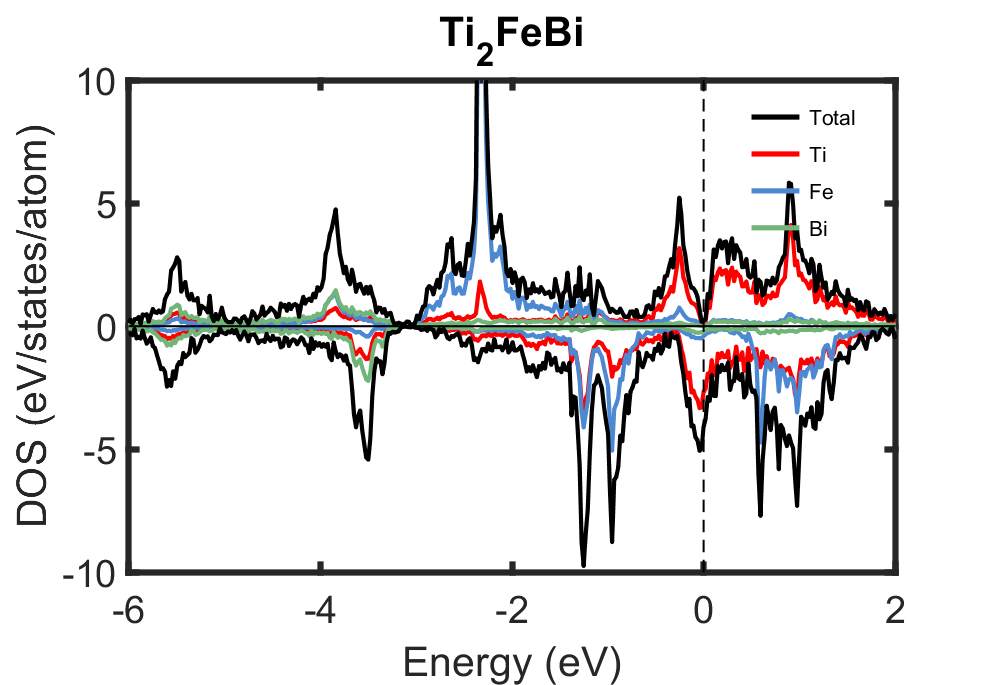 Ti₂FeBi
DOS (eV/states/atom)
10
5
0
-5
-10
Total
Ti
Fe
Bi
-6 -4 -2 0 2
Energy (eV)